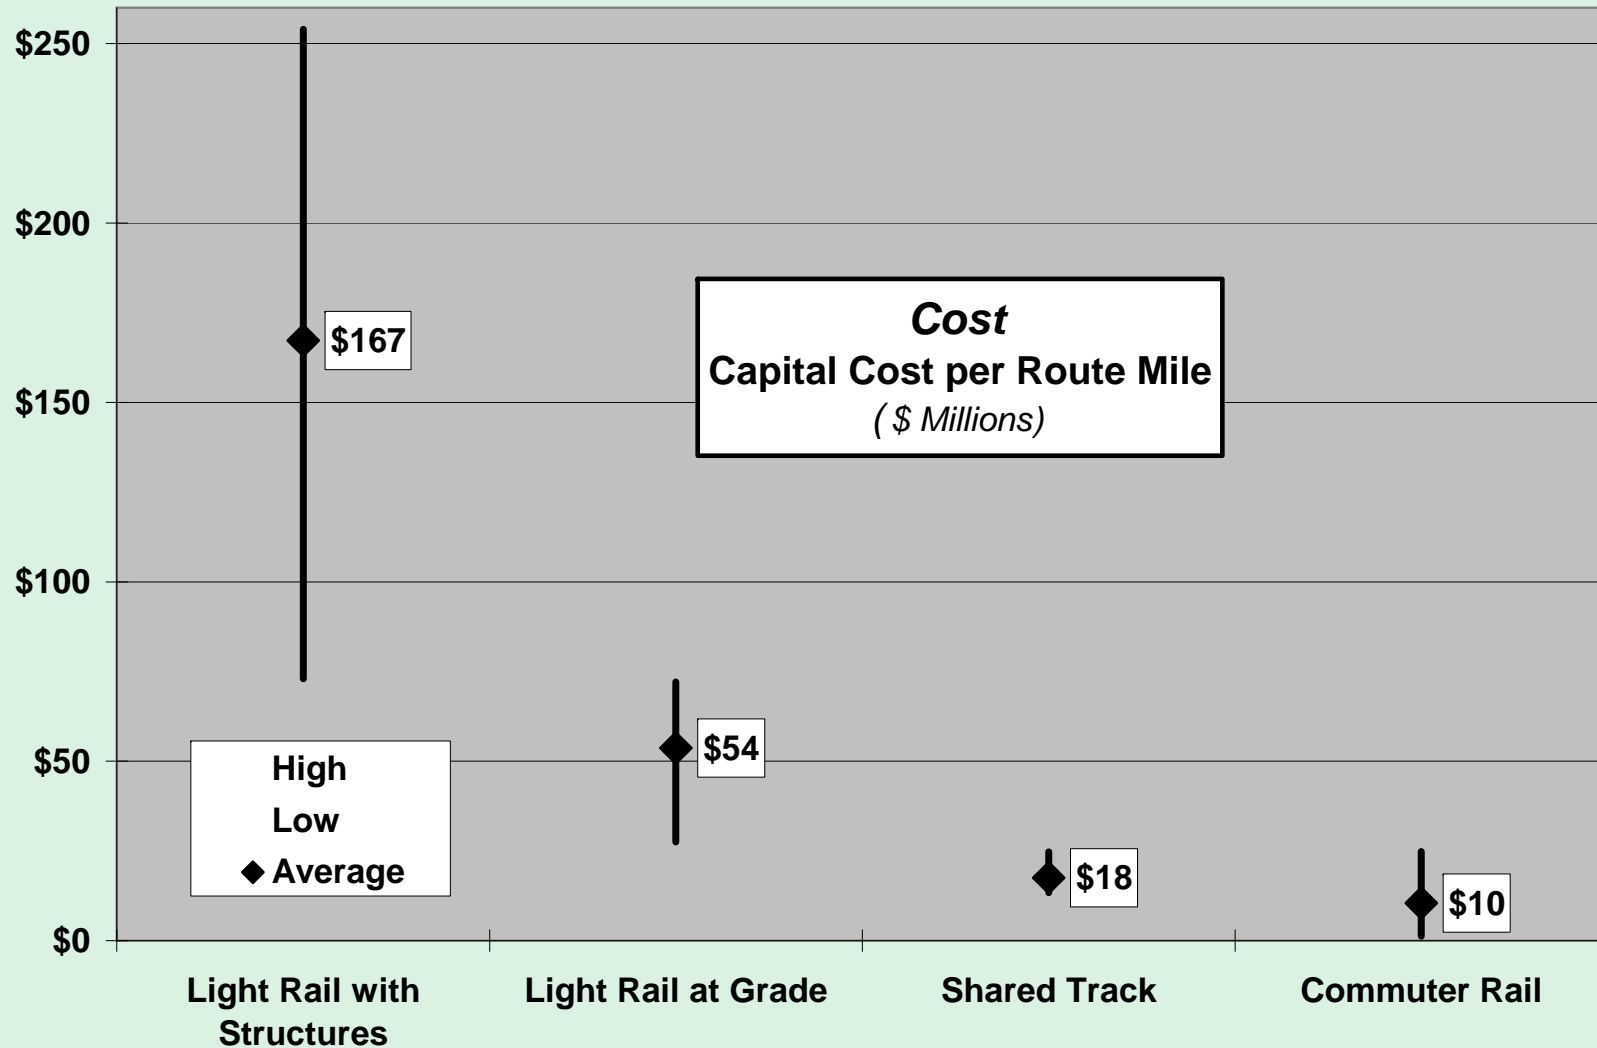 $250
$200
$150
$100
$50
$0
$167
$54
$18
$10
Cost
Capital Cost per Route Mile
( $ Millions)
High
Low
Average
Light Rail with
Structures
Light Rail at Grade
Shared Track
Commuter Rail